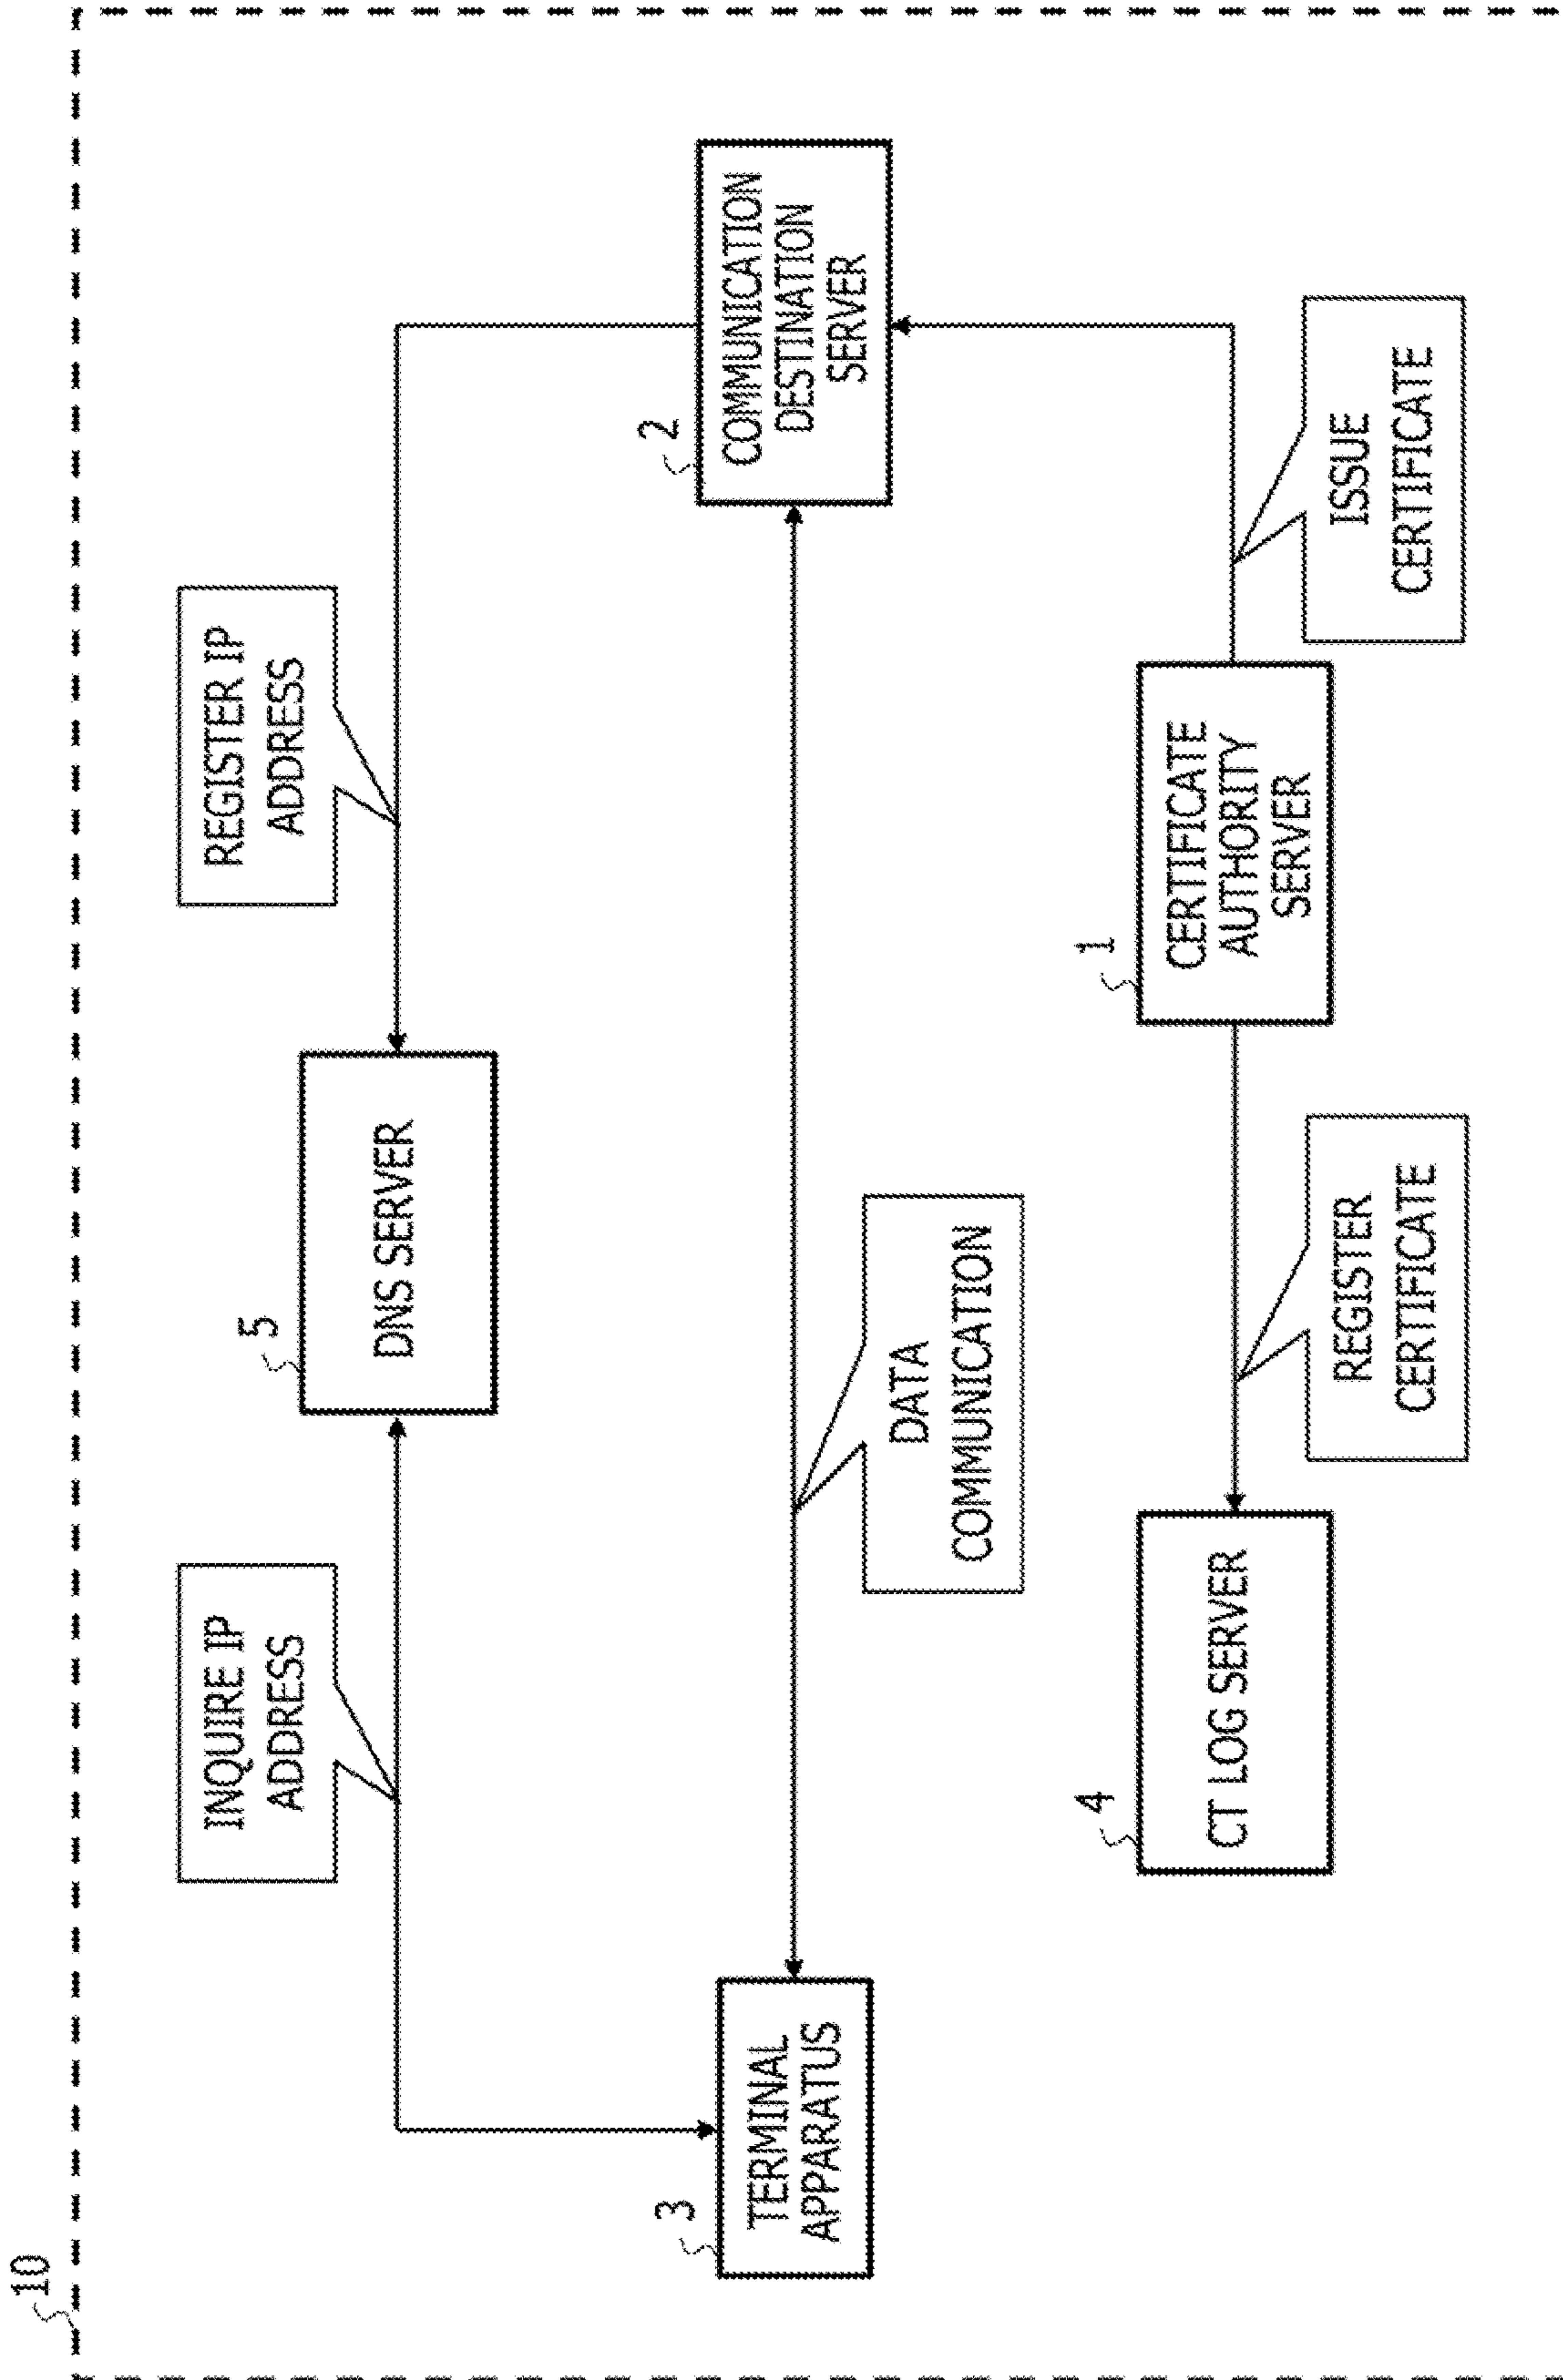 10
INQUIRE IP
ADDRESS
REGISTER IP
ADDRESS
5
DNS SERVER
3
TERMINAL
APPARATUS
2
COMMUNICATION
DESTINATION
SERVER
DATA
COMMUNICATION
4
CT LOG SERVER
1
CERTIFICATE
AUTHORITY
SERVER
REGISTER
CERTIFICATE
ISSUE
CERTIFICATE